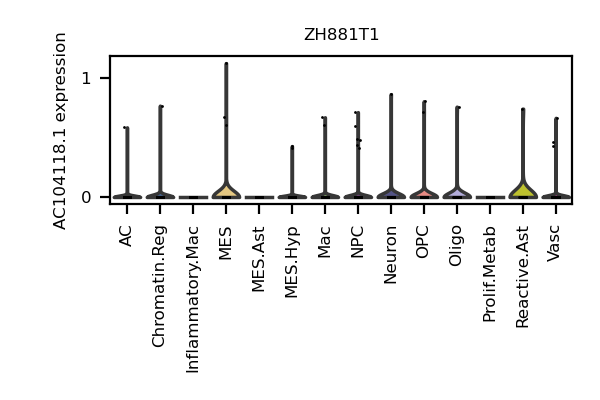 ZH881T1
AC104118.1 expression
1
0
AC
Chromatin.Reg
Inflammatory.Mac
MES
MES.Ast
MES.Hyp
Mac
NPC
Neuron
OPC
Oligo
Prolif.Metab
Reactive.Ast
Vasc